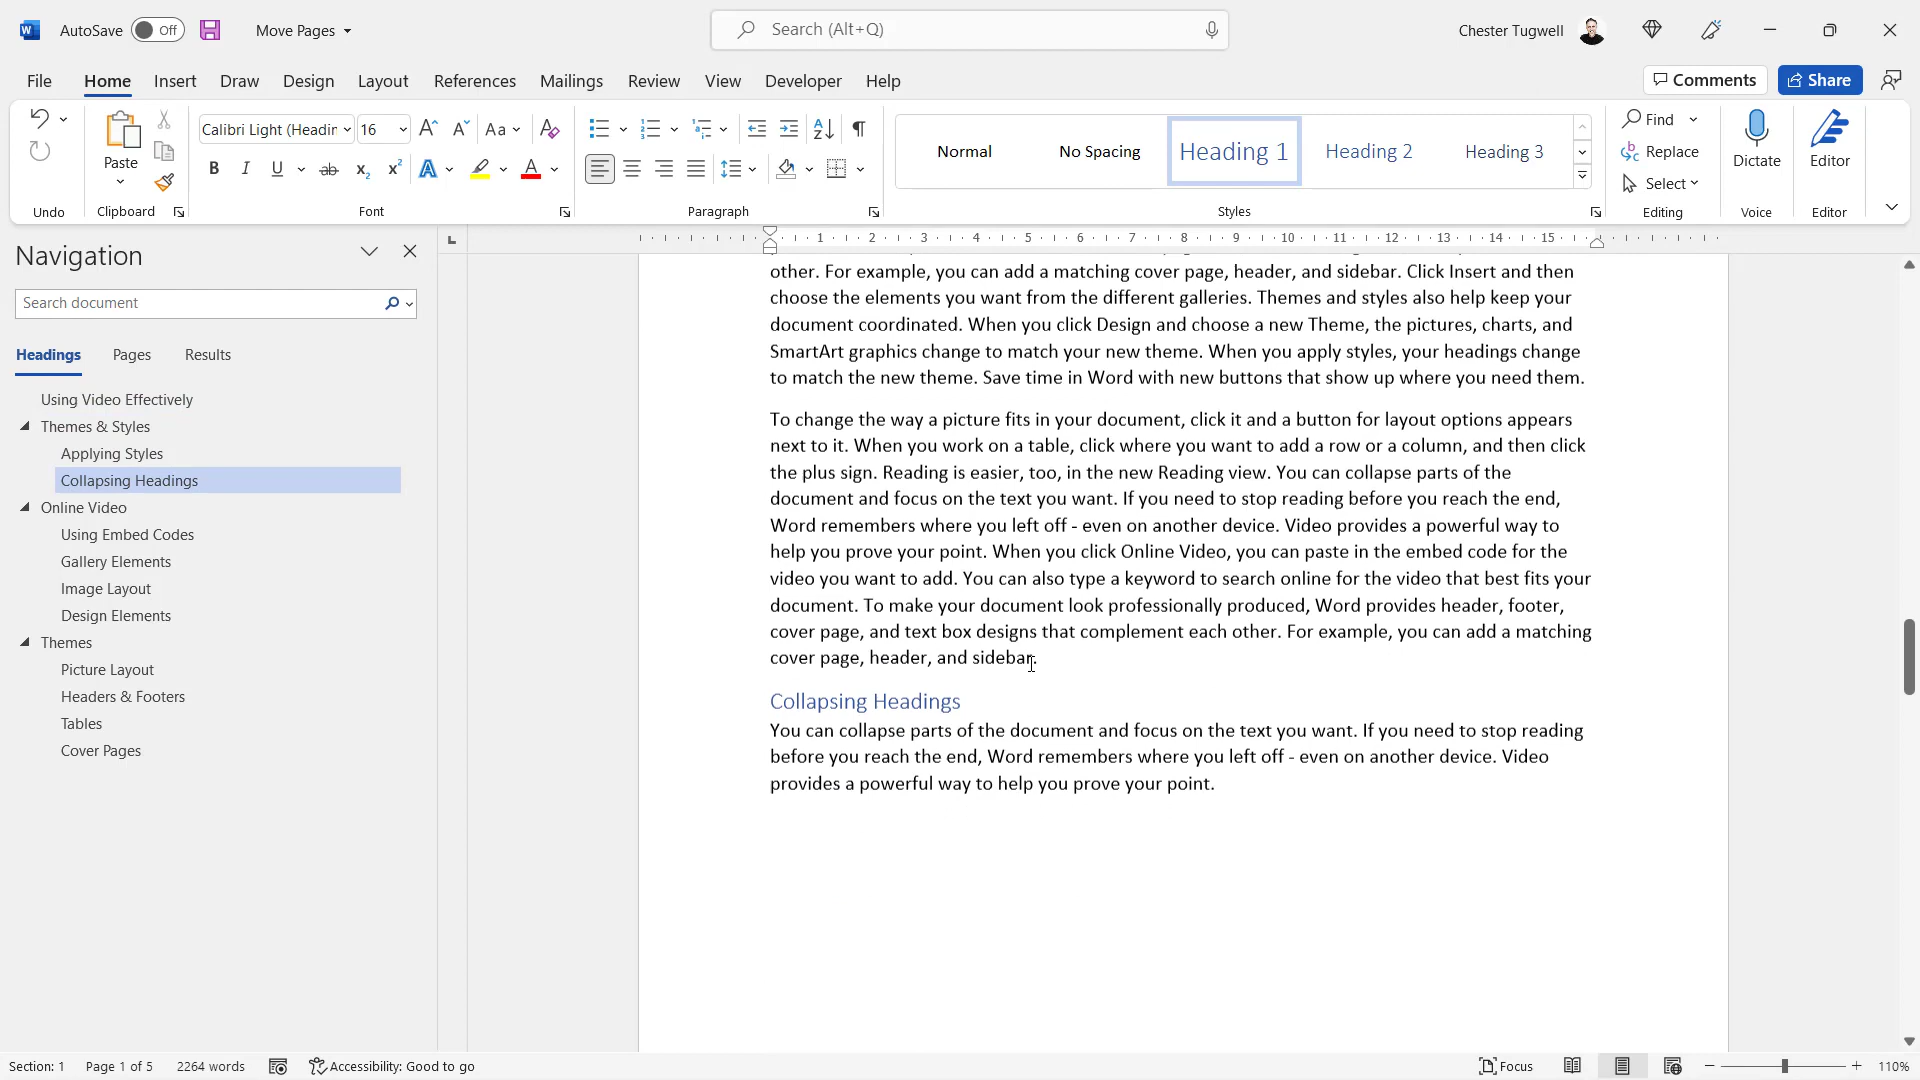 AutoSave Off Move Pages Search (Alt+Q) Chester Tugwell
File Home Insert Draw Design Layout References Mailings Review View Developer Help Comments Share
Calibri Light (Headin 16
Aa
Paste
Normal
No Spacing
Heading 1
Heading 2
Heading 3
Find
Replace
Select
Dictate
Editor
Undo Clipboard Font Paragraph Styles Editing Voice Editor
Navigation
Search document
Headings Pages Results
Using Video Effectively
Themes & Styles
Applying Styles
Collapsing Headings
Online Video
Using Embed Codes
Gallery Elements
Image Layout
Design Elements
Themes
Picture Layout
Headers & Footers
Tables
Cover Pages
1 2 3 4 5 6 7 8 9 10 11 12 13 14 15
other. For example, you can add a matching cover page, header, and sidebar. Click Insert and then
choose the elements you want from the different galleries. Themes and styles also help keep your
document coordinated. When you click Design and choose a new Theme, the pictures, charts, and
SmartArt graphics change to match your new theme. When you apply styles, your headings change
to match the new theme. Save time in Word with new buttons that show up where you need them.
To change the way a picture fits in your document, click it and a button for layout options appears
next to it. When you work on a table, click where you want to add a row or a column, and then click
the plus sign. Reading is easier, too, in the new Reading view. You can collapse parts of the
document and focus on the text you want. If you need to stop reading before you reach the end,
Word remembers where you left off - even on another device. Video provides a powerful way to
help you prove your point. When you click Online Video, you can paste in the embed code for the
video you want to add. You can also type a keyword to search online for the video that best fits your
document. To make your document look professionally produced, Word provides header, footer,
cover page, and text box designs that complement each other. For example, you can add a matching
cover page, header, and sidebar.
Collapsing Headings
You can collapse parts of the document and focus on the text you want. If you need to stop reading
before you reach the end, Word remembers where you left off - even on another device. Video
provides a powerful way to help you prove your point.
Section: 1 Page 1 of 5 2264 words Accessibility: Good to go Focus 110%